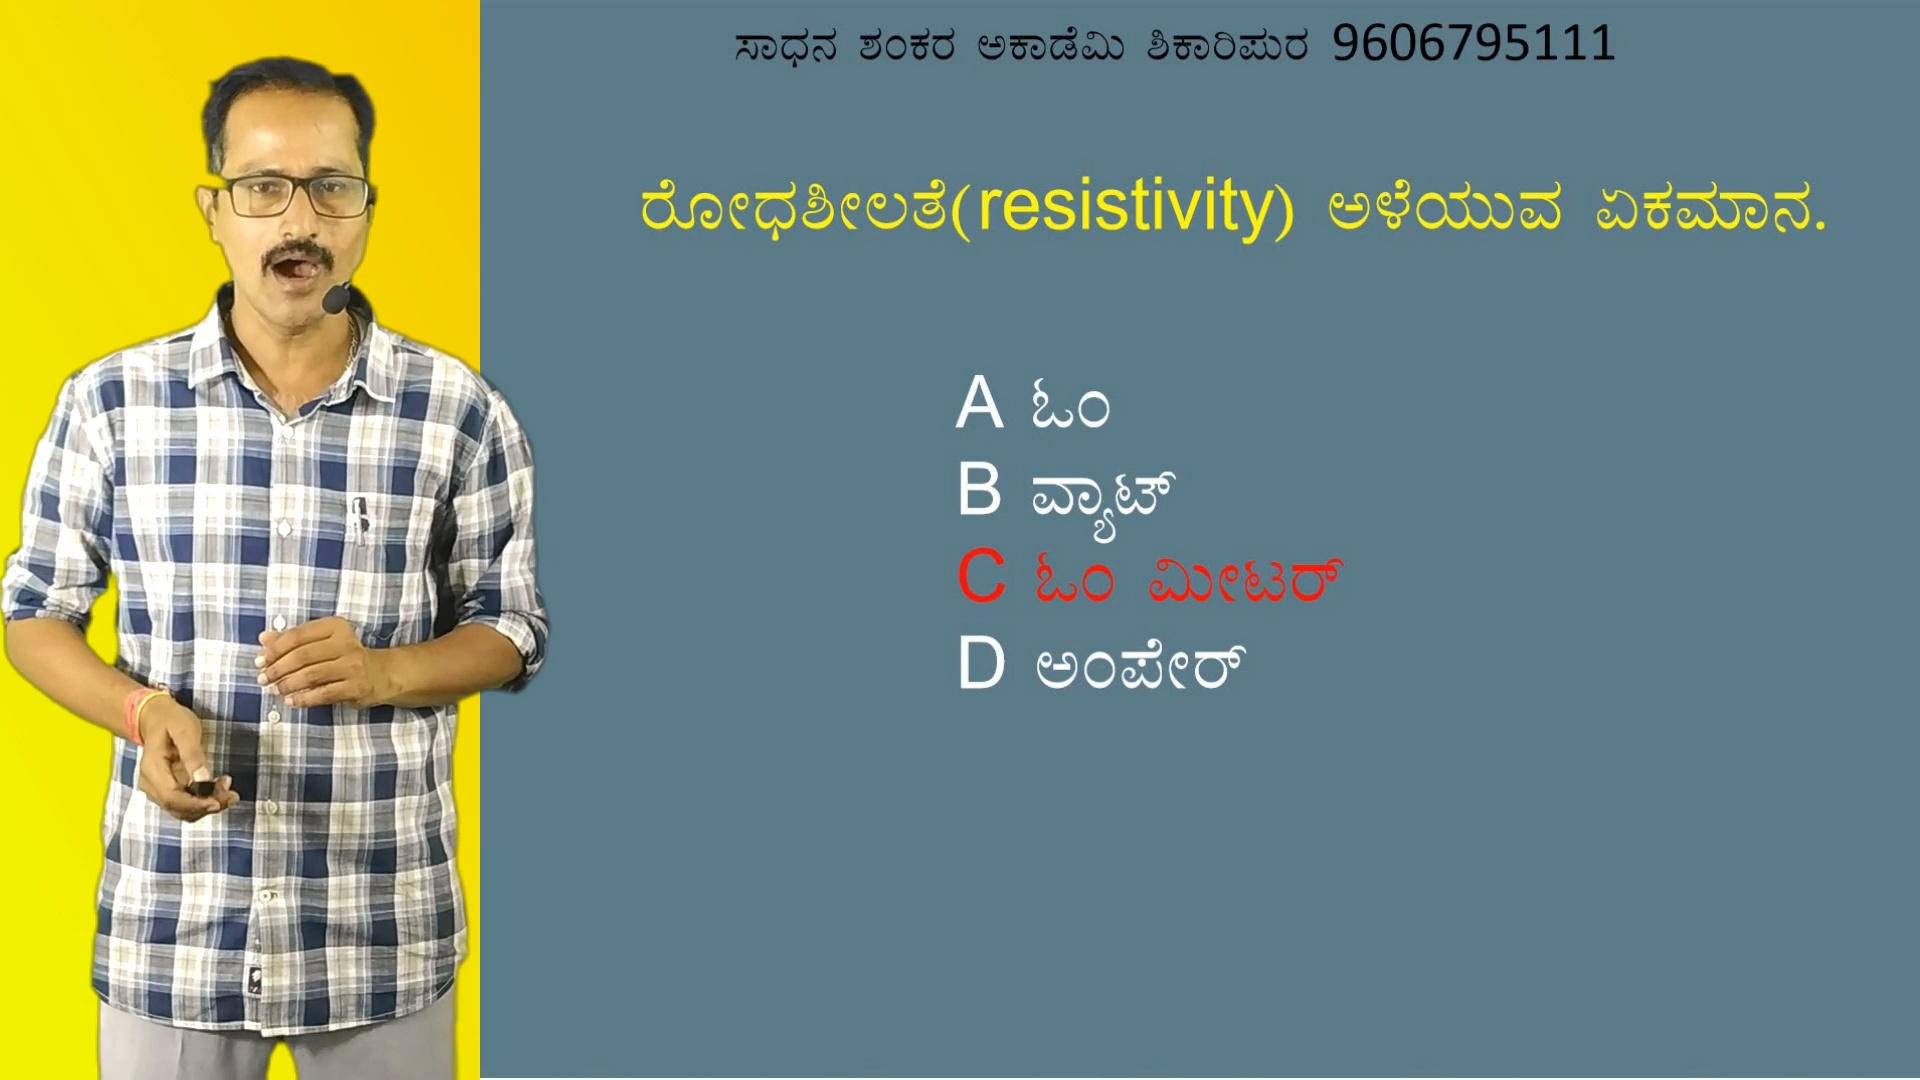 ಸಾಧನ ಶಂಕರ ಅಕಾಡೆಮಿ ಶಿಕಾರಿಪುರ 9606795111
ರೋಧಶೀಲತೆ(resistivity) ಅಳೆಯುವ ಏಕಮಾನ.
A ಓಂ
B ವ್ಯಾಟ್
C ಓಂ ಮೀಟರ್
D ಅಂಪೇರ್